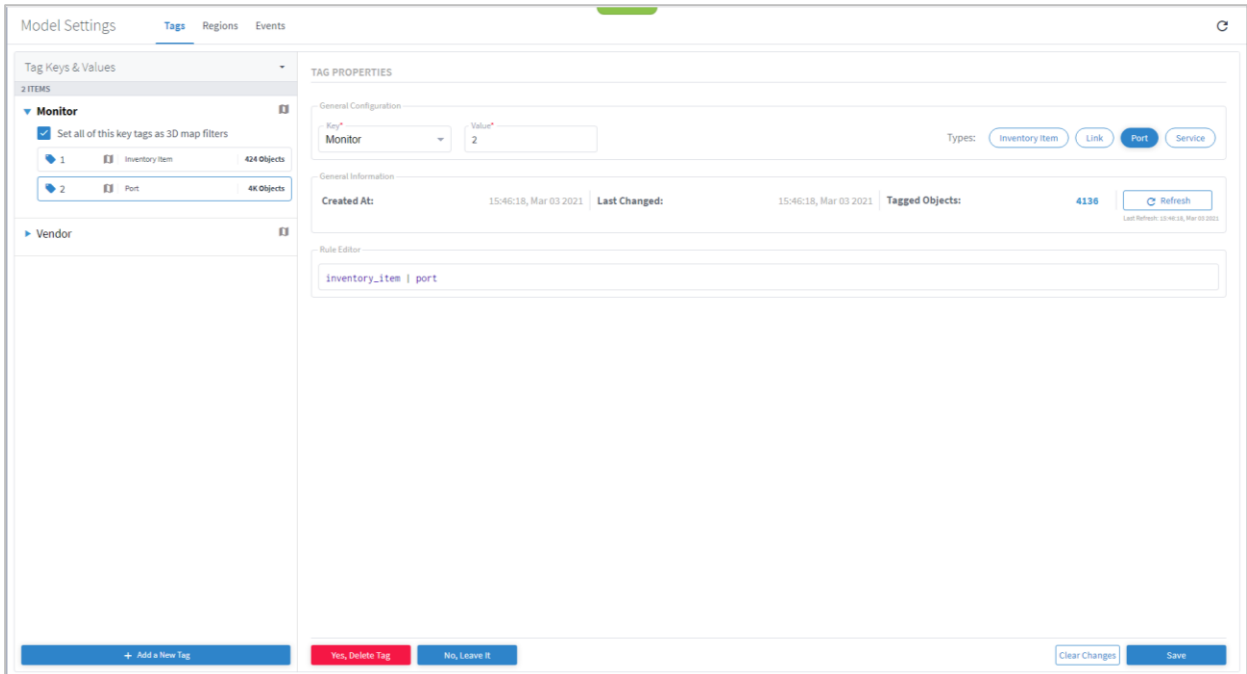 Model Settings Tags Regions Events
Tag Keys & Values
2 ITEMS
Monitor
Set all of this key tags as 3D map filters
1 Inventory Item 424 Objects
2 Port 4K Objects
Vendor
+ Add a New Tag
TAG PROPERTIES
General Configuration
Key* Value*
Monitor 2 Types: Inventory Item Link Port Service
General Information
Created At: 15:46:18, Mar 03 2021 Last Changed: 15:46:18, Mar 03 2021 Tagged Objects: 4136 Refresh
Last Refresh: 15:46:18, Mar 03 2021
Rule Editor
inventory_item | port
Yes, Delete Tag No, Leave It Clear Changes Save